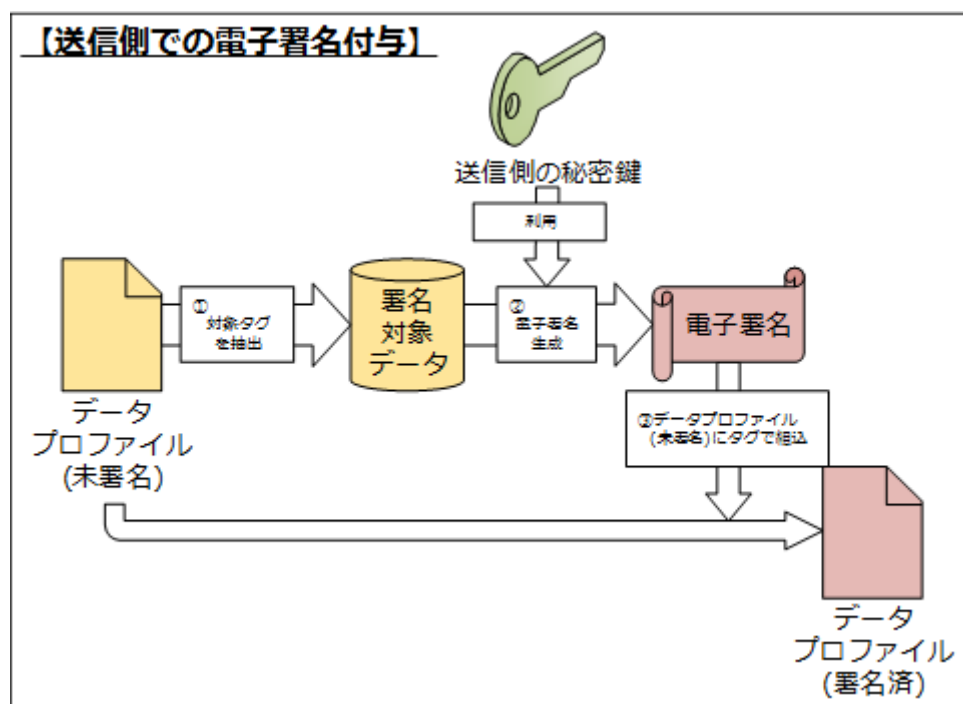 【送信側での電子署名付与】
送信側の秘密鍵
利用
①
対象タグ
を抽出
署名
対象
データ
②
電子署名
生成
電子署名
データ
プロファイル
(未署名)
③データプロファイル
(未署名)にタグで組込
データ
プロファイル
(署名済)